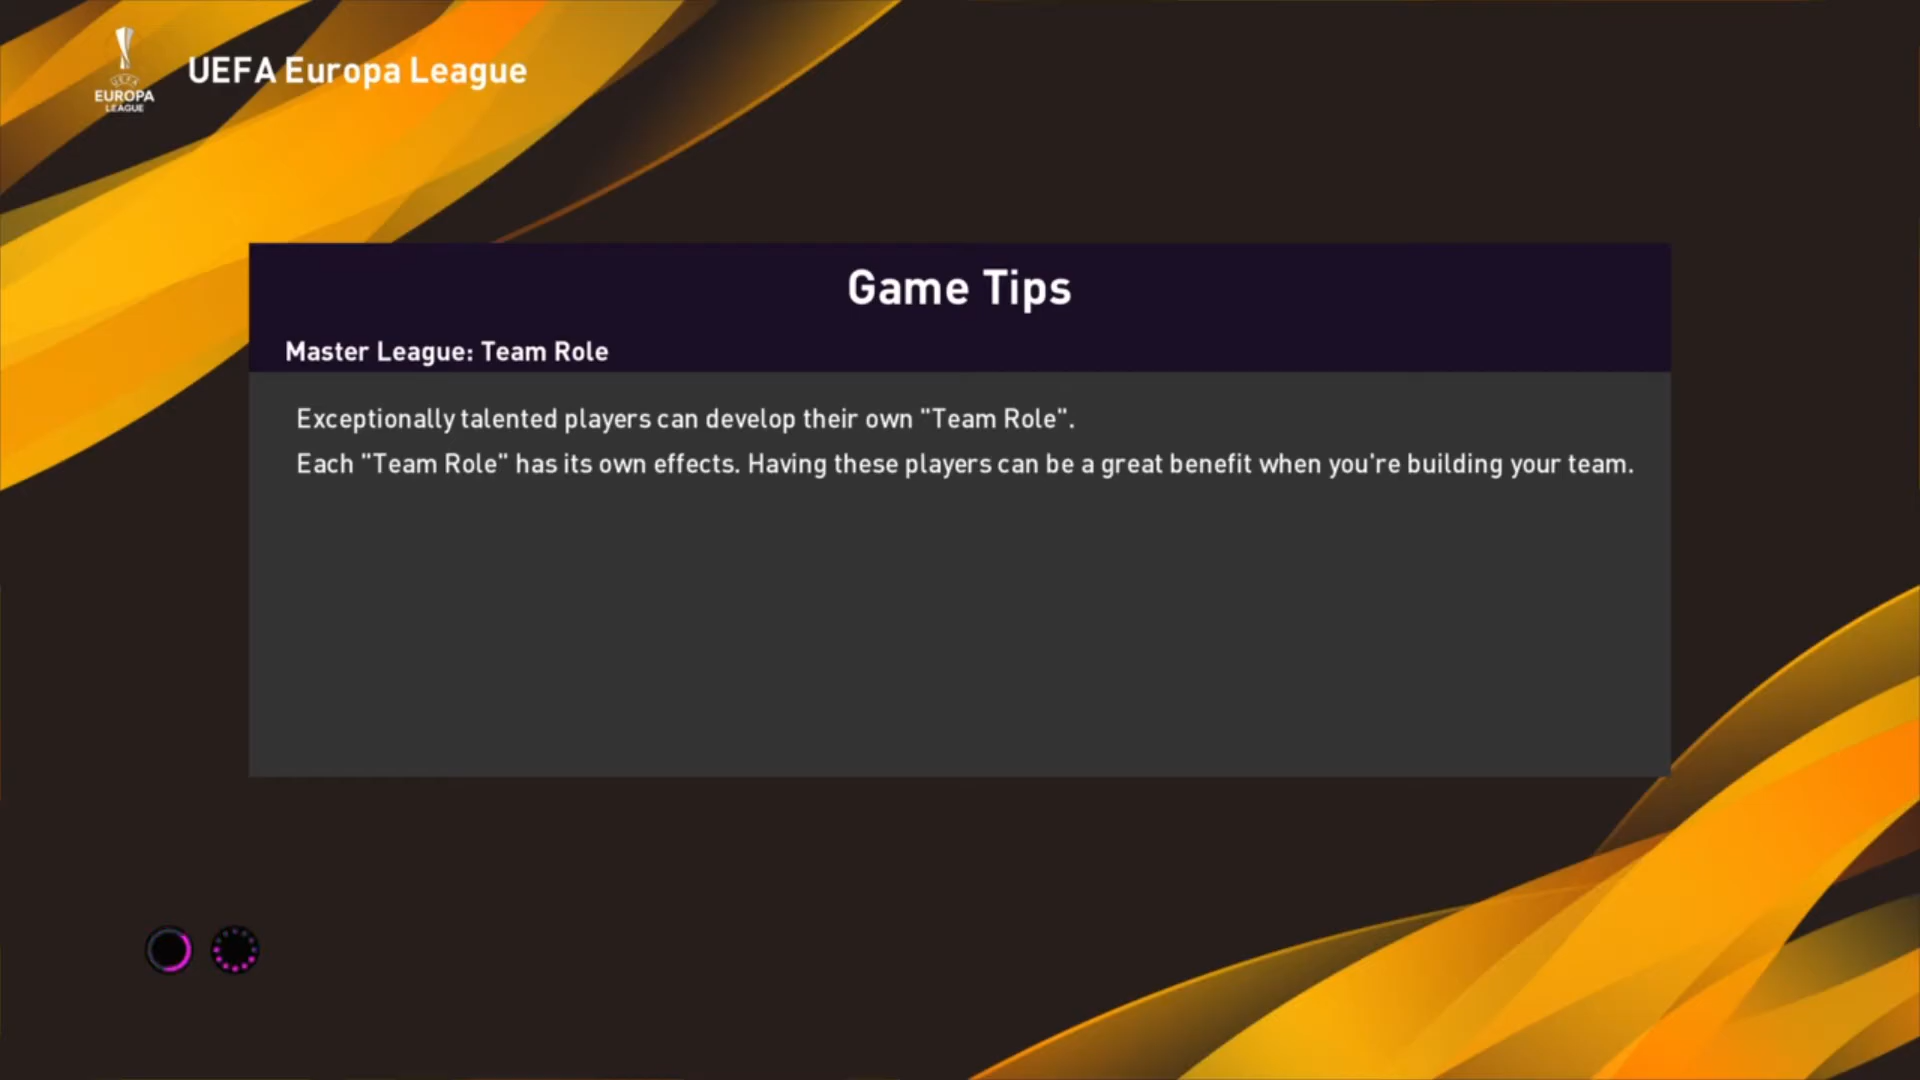 UEFA
EUROPA
LEAGUE
UEFA Europa League
Game Tips
Master League: Team Role
Exceptionally talented players can develop their own "Team Role".
Each "Team Role" has its own effects. Having these players can be a great benefit when you're building your team.